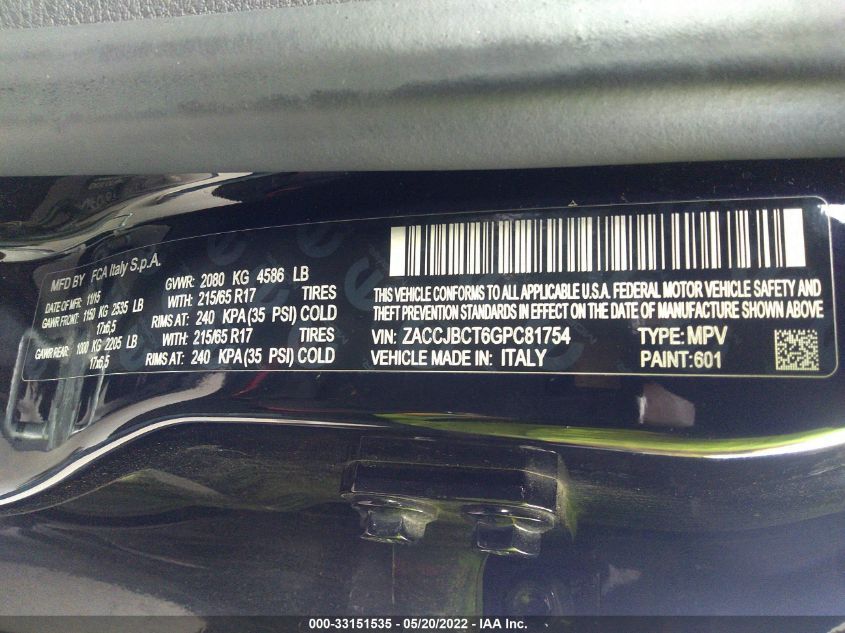 MFD BY FCA Italy S.p.A.
DATE OF MFR: 11/15 GVWR: 2080 KG 4586 LB
GAWR FRONT: 1150 KG 2535 LB WITH: 215/65 R17 TIRES
17x6,5 RIMS AT: 240 KPA(35 PSI) COLD
GAWR REAR: 1000 KG 2205 LB WITH: 215/65 R17 TIRES
17x6,5 RIMS AT: 240 KPA(35 PSI) COLD
THIS VEHICLE CONFORMS TO ALL APPLICABLE U.S.A. FEDERAL MOTOR VEHICLE SAFETY AND
THEFT PREVENTION STANDARDS IN EFFECT ON THE DATE OF MANUFACTURE SHOWN ABOVE
VIN: ZACCJBCT6GPC81754 TYPE: MPV
VEHICLE MADE IN: ITALY PAINT: 601
000-33151535 - 05/20/2022 - IAA Inc.